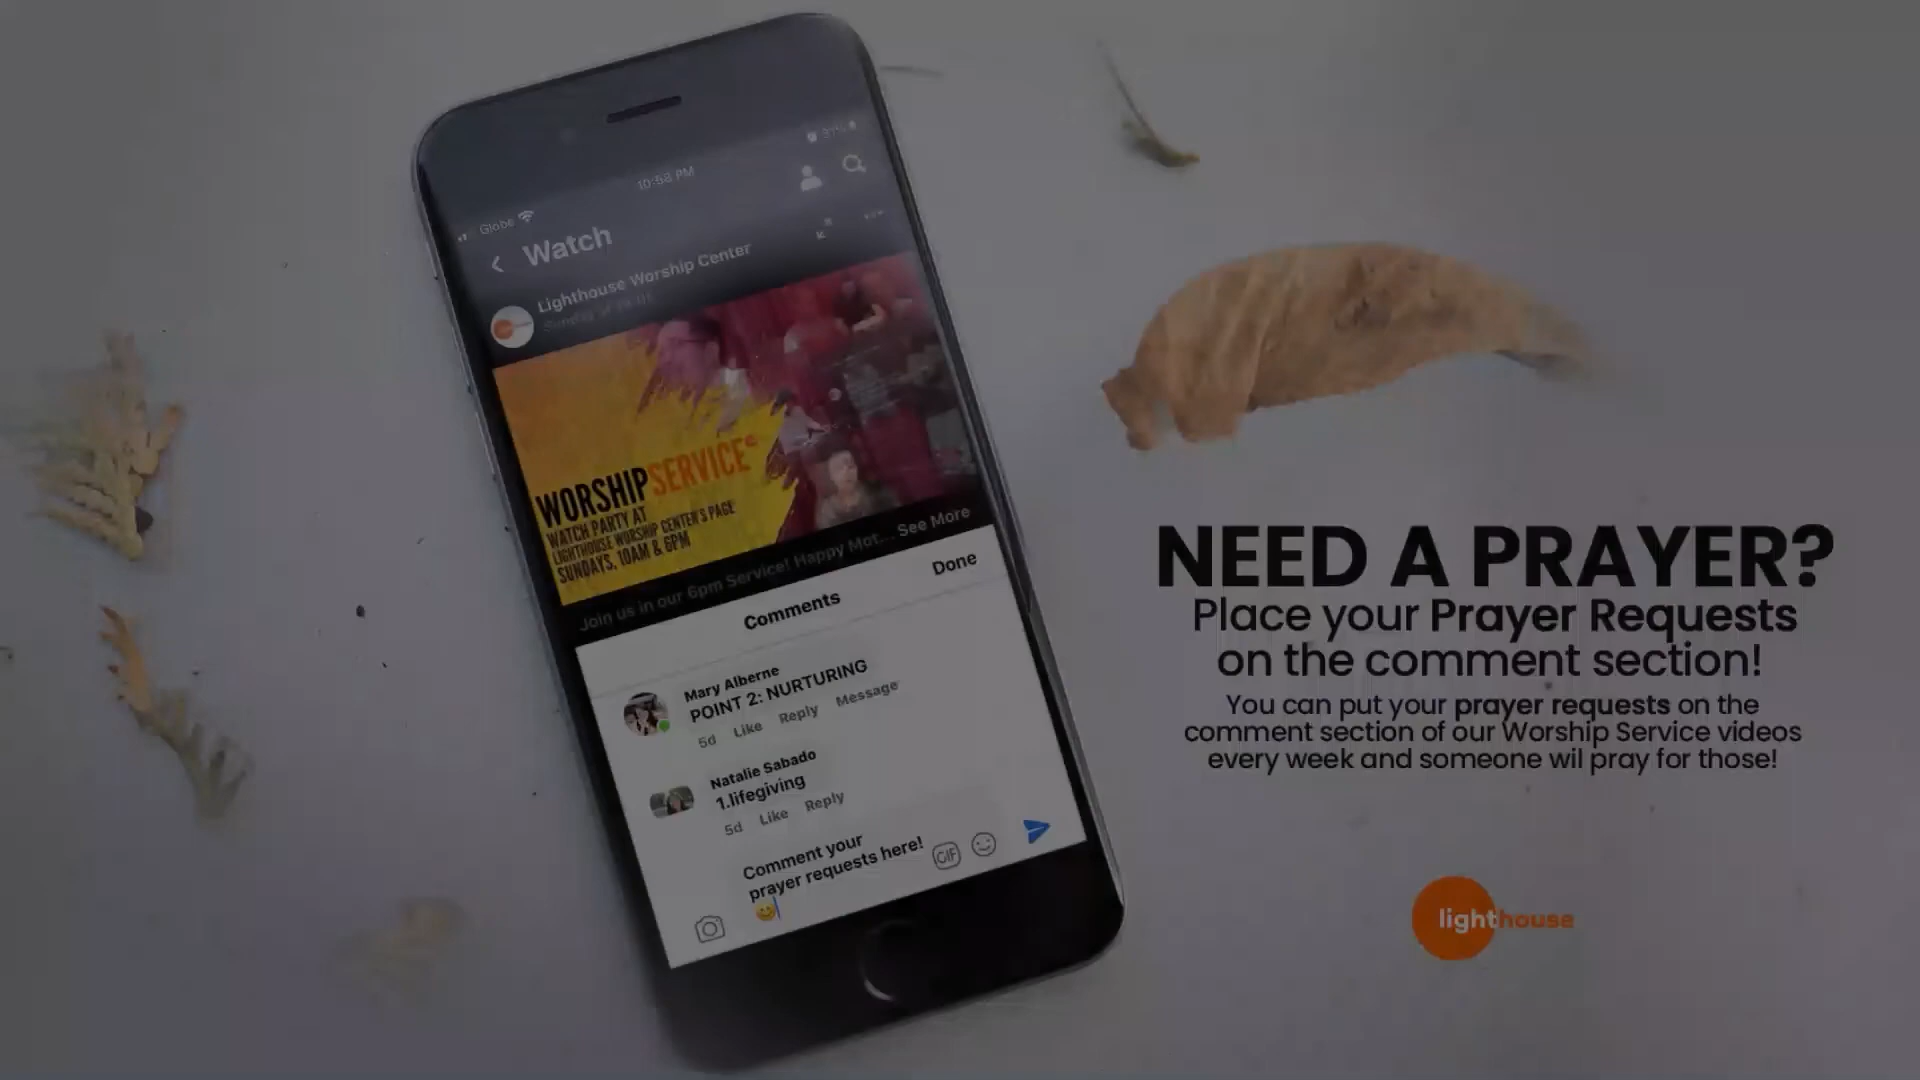 10:58 PM
91%
Globe
Watch
Lighthouse Worship Center
Sunday at
WORSHIP SERVICE
WATCH PARTY AT
LIGHTHOUSE WORSHIP CENTER'S PAGE
SUNDAYS, 10AM & 6PM
Join us in our 6pm Service! Happy Mot... See More
Comments
Done
Mary Alberne
POINT 2: NURTURING
5d Like Reply Message
Natalie Sabado
1.lifegiving
5d Like Reply
Comment your
prayer requests here!
GIF
NEED A PRAYER?
Place your Prayer Requests
on the comment section!
You can put your prayer requests on the
comment section of our Worship Service videos
every week and someone wil pray for those!
lighthouse